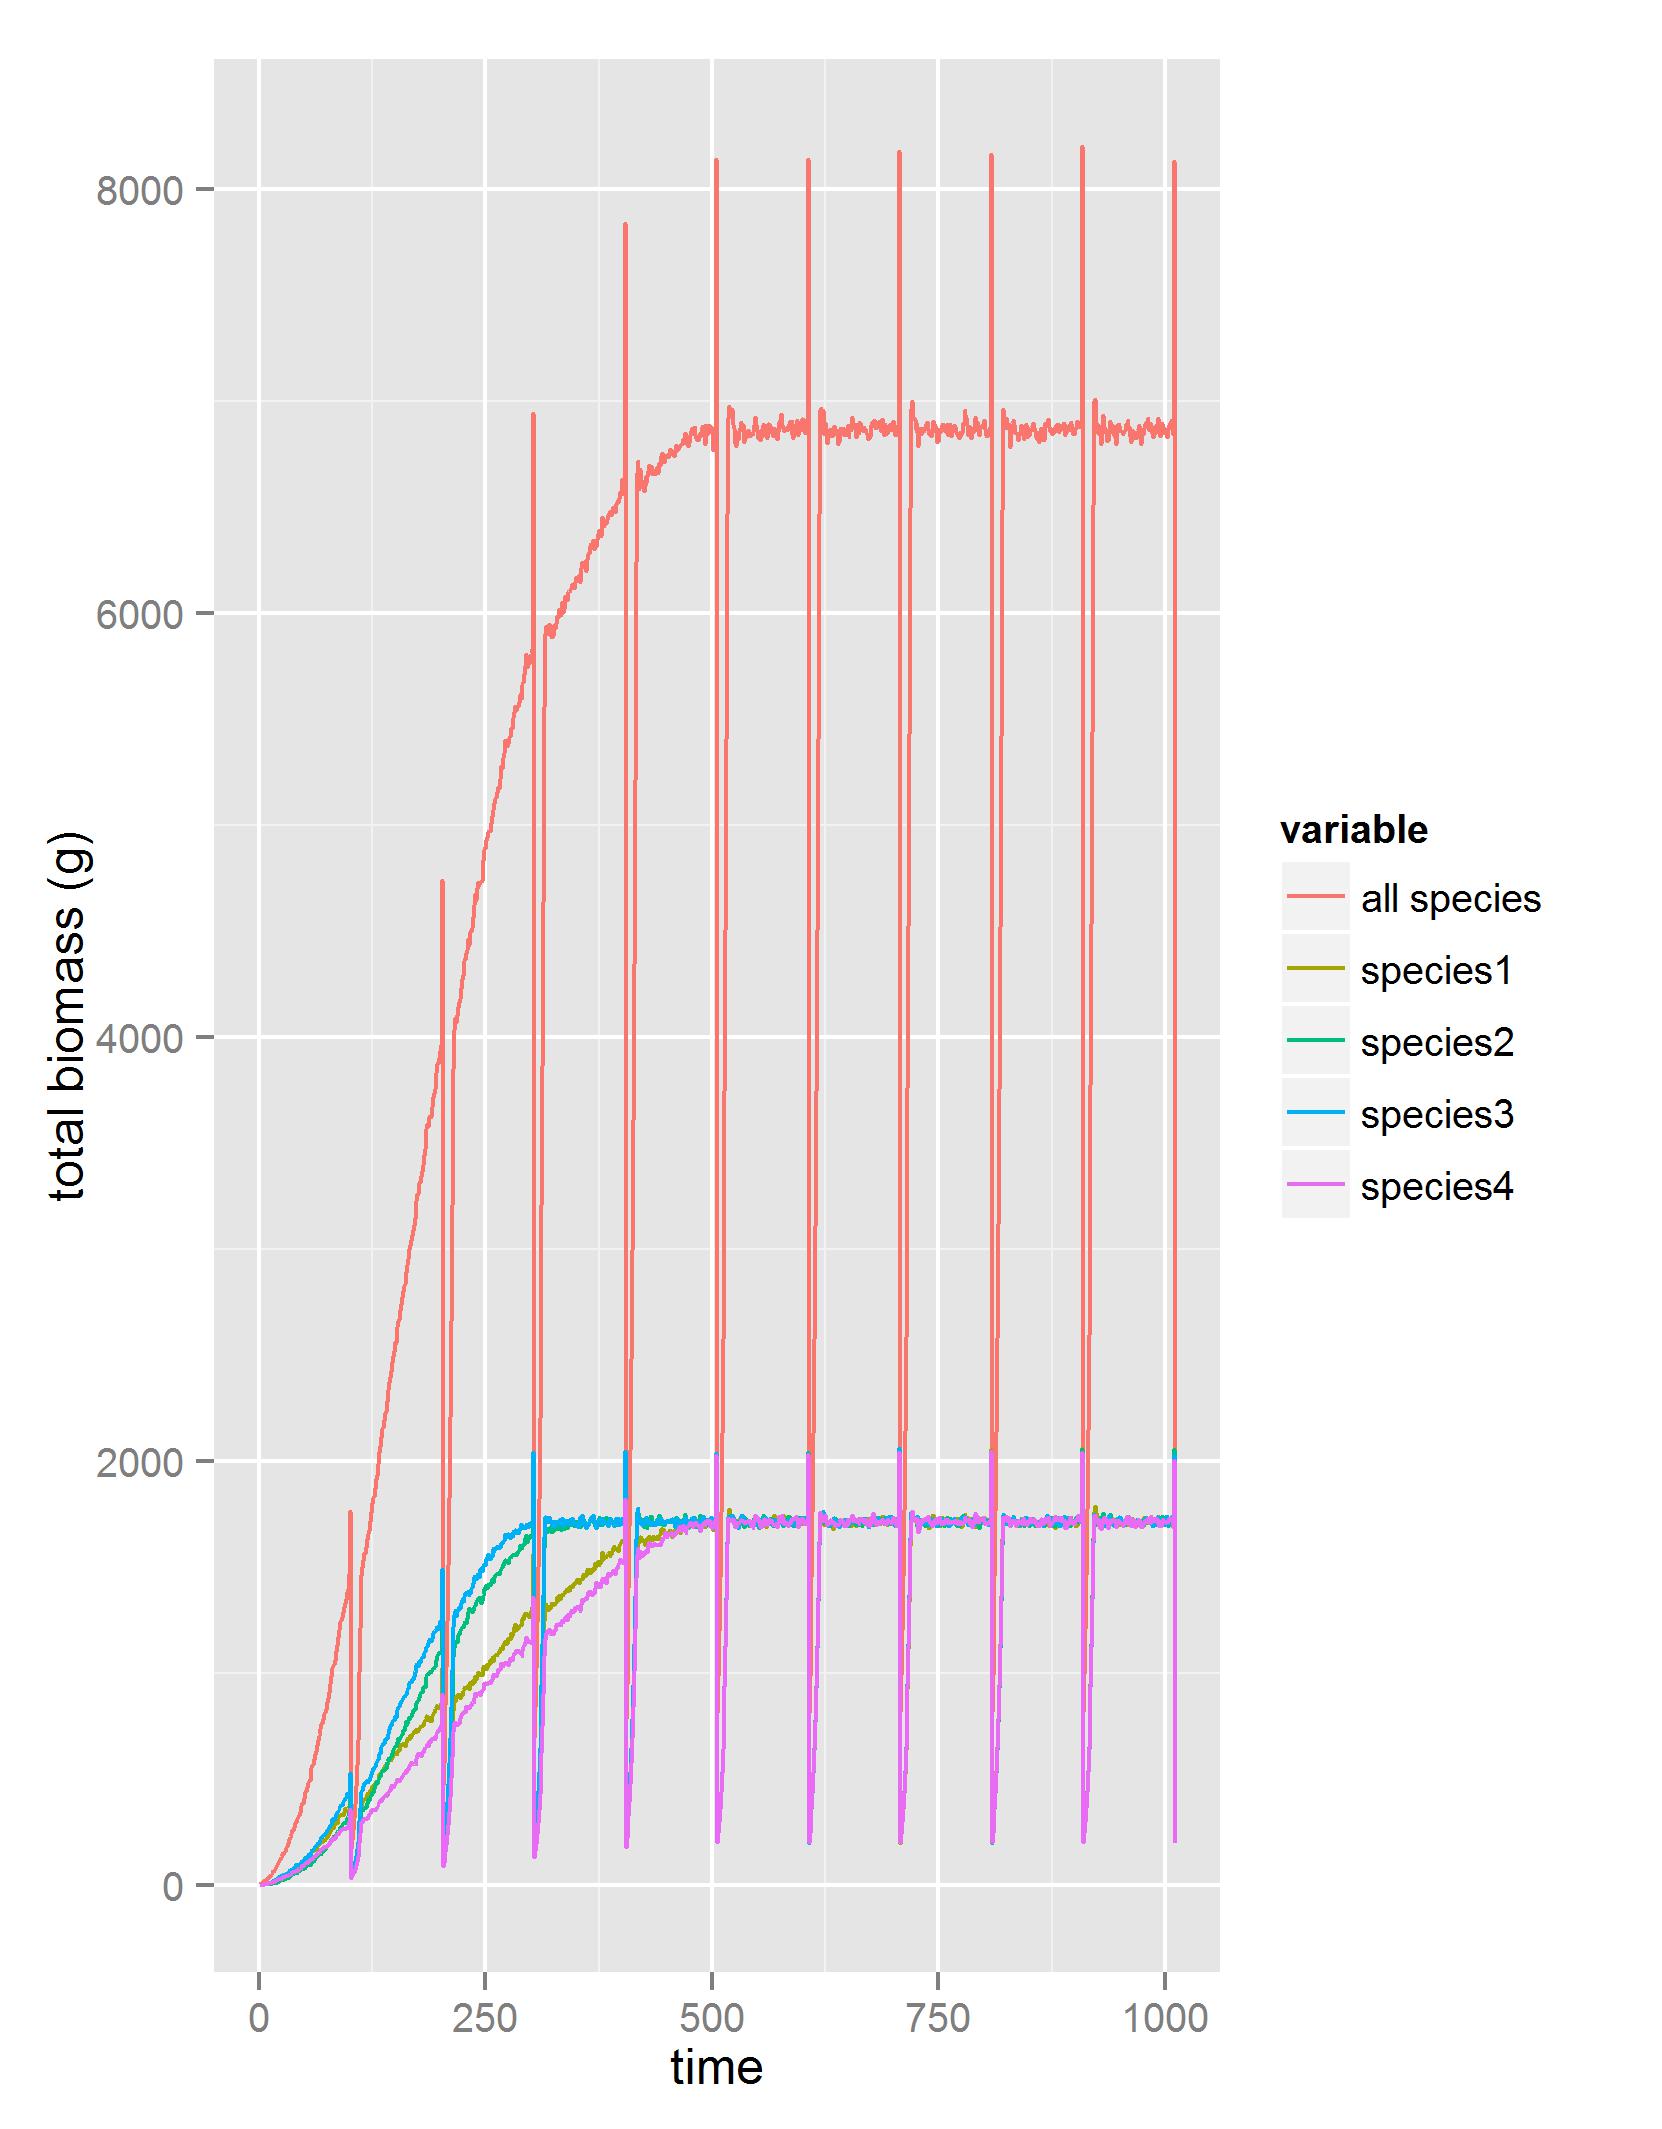 total biomass (g)
8000
6000
4000
2000
0
0 250 500 750 1000
time
variable
all species
species1
species2
species3
species4